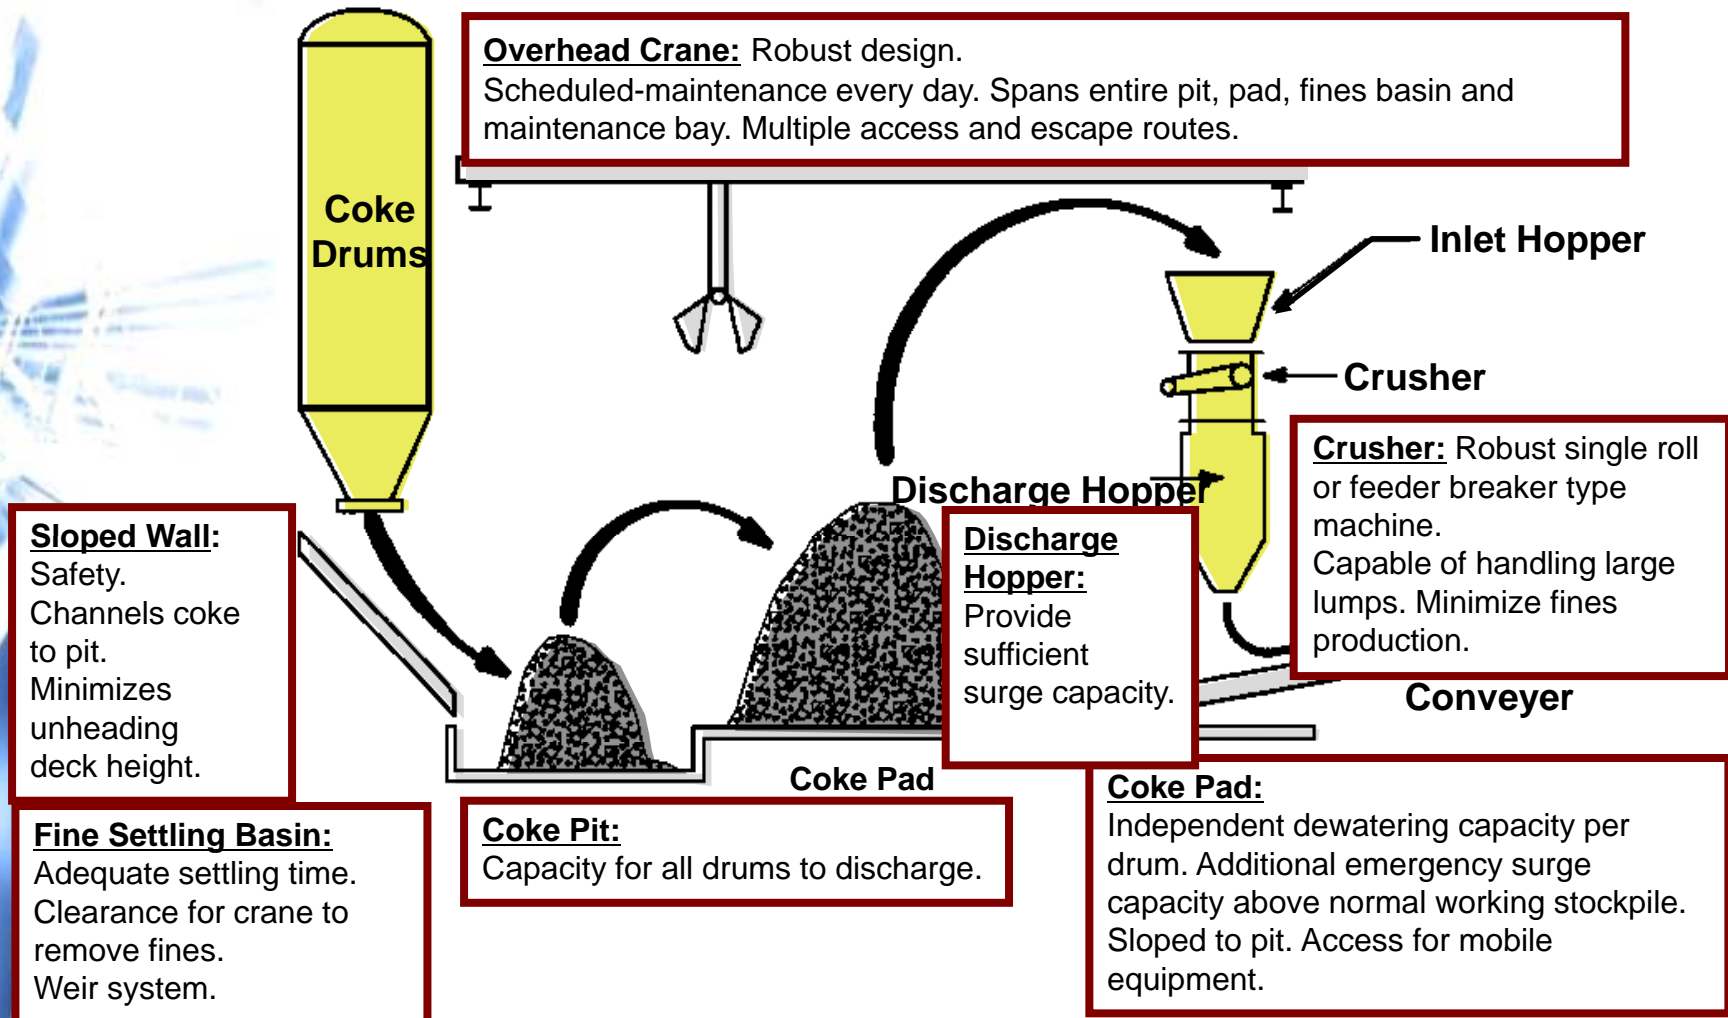 Overhead Crane: Robust design.
Scheduled-maintenance every day. Spans entire pit, pad, fines basin and
maintenance bay. Multiple access and escape routes.
Coke
Drums
Inlet Hopper
Crusher
Crusher: Robust single roll
or feeder breaker type
machine.
Capable of handling large
lumps. Minimize fines
production.
Discharge Hopper
Discharge
Hopper:
Provide
sufficient
surge capacity.
Sloped Wall:
Safety.
Channels coke
to pit.
Minimizes
unheading
deck height.
Conveyer
Coke Pad
Fine Settling Basin:
Adequate settling time.
Clearance for crane to
remove fines.
Weir system.
Coke Pit:
Capacity for all drums to discharge.
Coke Pad:
Independent dewatering capacity per
drum. Additional emergency surge
capacity above normal working stockpile.
Sloped to pit. Access for mobile
equipment.